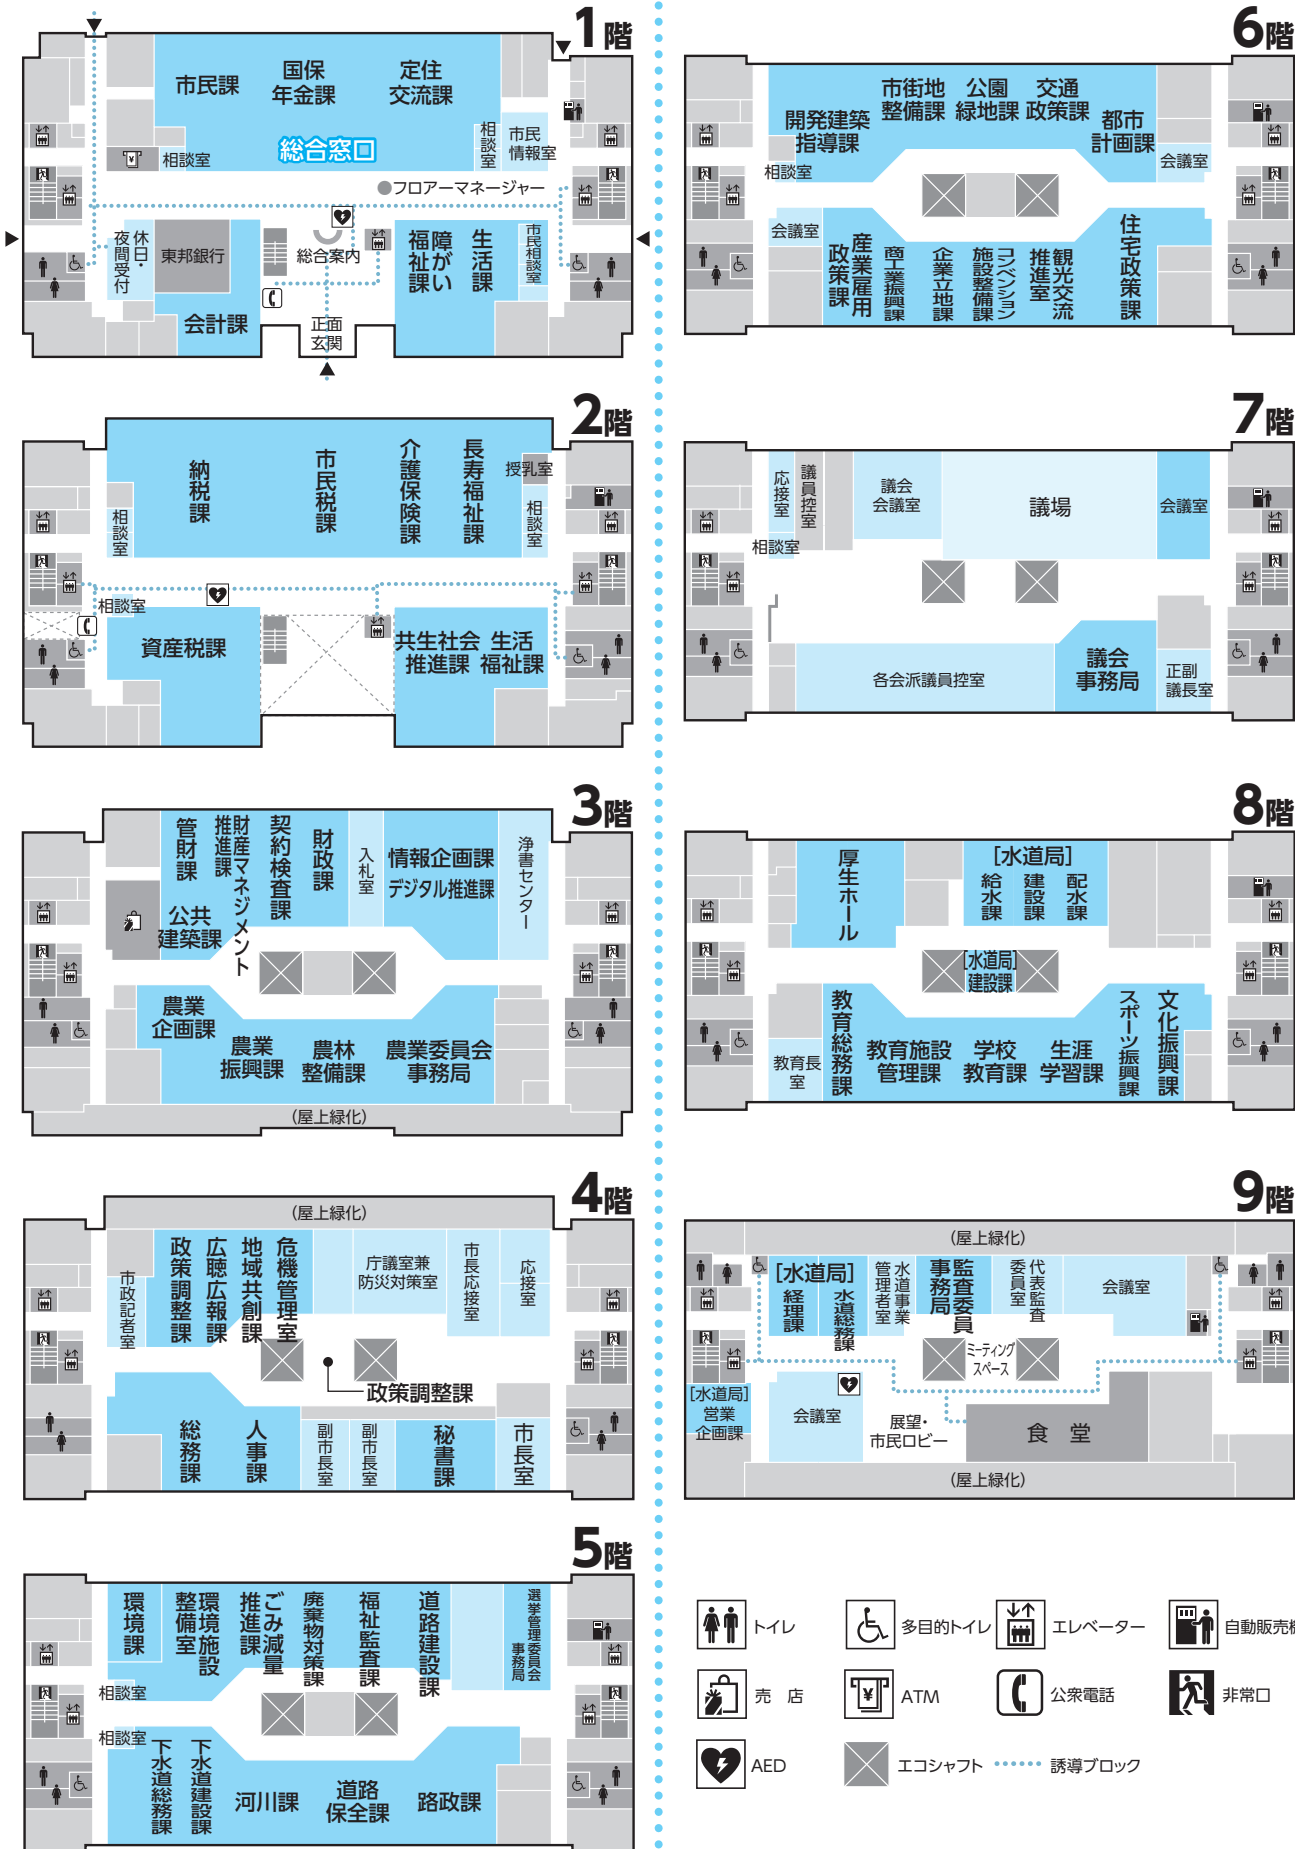 1階
市民課
国保
年金課
定住
交流課
総合窓口
相談室
¥
相談室
市民
情報室
●フロアーマネージャー
休日・
夜間受付
東邦銀行
会計課
総合案内
正面
玄関
障がい
福祉課
生活課
市民相談室
2階
納税課
市民税課
介護保険課
長寿福祉課
授乳室
相談室
相談室
相談室
資産税課
共生社会
推進課
生活
福祉課
3階
管財課
財産マネジメント
推進課
契約検査課
財政課
入札室
情報企画課
デジタル推進課
浄書センター
公共
建築課
農業
企画課
農業
振興課
農林
整備課
農業委員会
事務局
(屋上緑化)
4階
(屋上緑化)
市政記者室
政策調整課
広聴広報課
地域共創課
危機管理室
庁議室兼
防災対策室
市長応接室
応接室
政策調整課
総務課
人事課
副市長室
副市長室
秘書課
市長室
5階
環境課
環境施設
整備室
ごみ減量
推進課
廃棄物対策課
福祉監査課
道路建設課
選挙管理委員会
事務局
相談室
相談室
下水道総務課
下水道建設課
河川課
道路
保全課
路政課
6階
開発建築
指導課
市街地
整備課
公園
緑地課
交通
政策課
都市
計画課
相談室
会議室
会議室
産業雇用
政策課
商工業振興課
企業立地課
コンベンション
施設整備課
観光交流
推進室
住宅政策課
7階
応接室
議員控室
議会
会議室
議場
会議室
相談室
各会派議員控室
議会
事務局
正副
議長室
8階
厚生ホール
[水道局]
給水課
建設課
配水課
[水道局]
建設課
教育長
室
教育総務課
教育施設
管理課
学校
教育課
生涯
学習課
スポーツ振興課
文化振興課
9階
(屋上緑化)
[水道局]
経理課
水道総務課
水道事業
管理者室
監査委員
事務局
代表監査
委員室
会議室
ミーティング
スペース
[水道局]
営業
企画課
会議室
展望・
市民ロビー
食 堂
(屋上緑化)
トイレ
多目的トイレ
エレベーター
自動販売機
売 店
¥
ATM
公衆電話
非常口
AED
エコシャフト
誘導ブロック